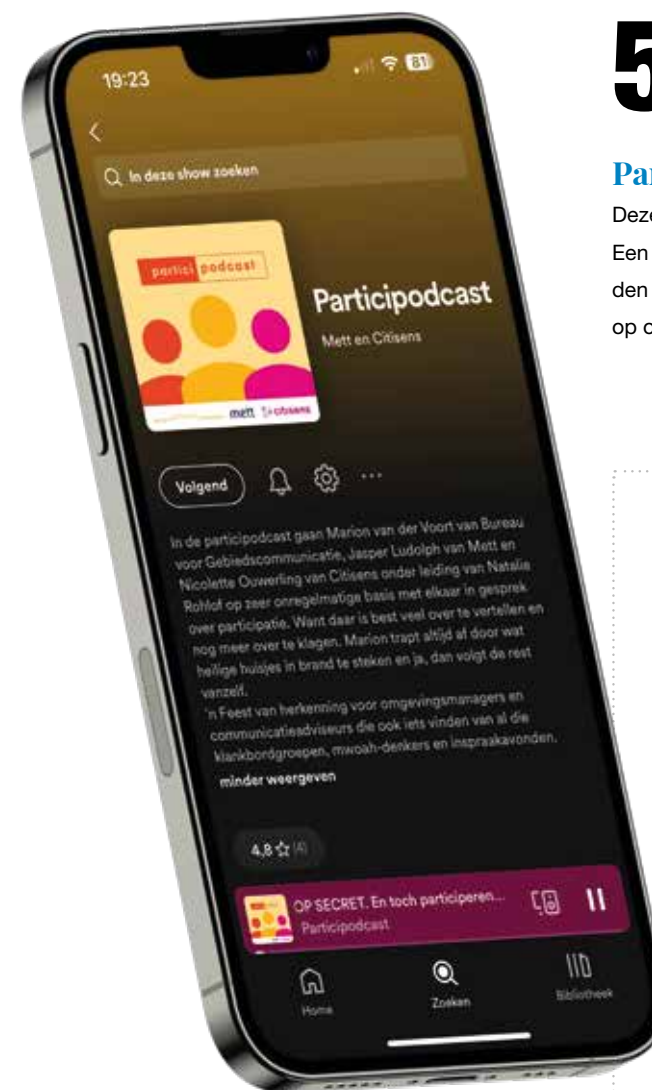 19:23
81
In deze show zoeken
partici podcast
mett citisens
Participodcast
Mett en Citisens
Volgend
In de participodcast gaan Marion van der Voort van Bureau
voor Gebiedscommunicatie, Jasper Ludolph van Mett en
Nicolette Ouwerling van Citisens onder leiding van Natalie
Rohlof op zeer onregelmatige basis met elkaar in gesprek
over participatie. Want daar is best veel over te vertellen en
nog meer over te klagen. Marion trapt altijd af door wat
heilige huisjes in brand te steken en ja, dan volgt de rest
vanzelf.
'n Feest van herkenning voor omgevingsmanagers en
communicatieadviseurs die ook iets vinden van al die
klankbordgroepen, mwoah-denkers en inspraakavonden.
minder weergeven
4,8 (4)
OP SECRET. En toch participeren...
Participodcast
Home
Zoeken
Bibliotheek
5
Par
Deze
Een
den
op o